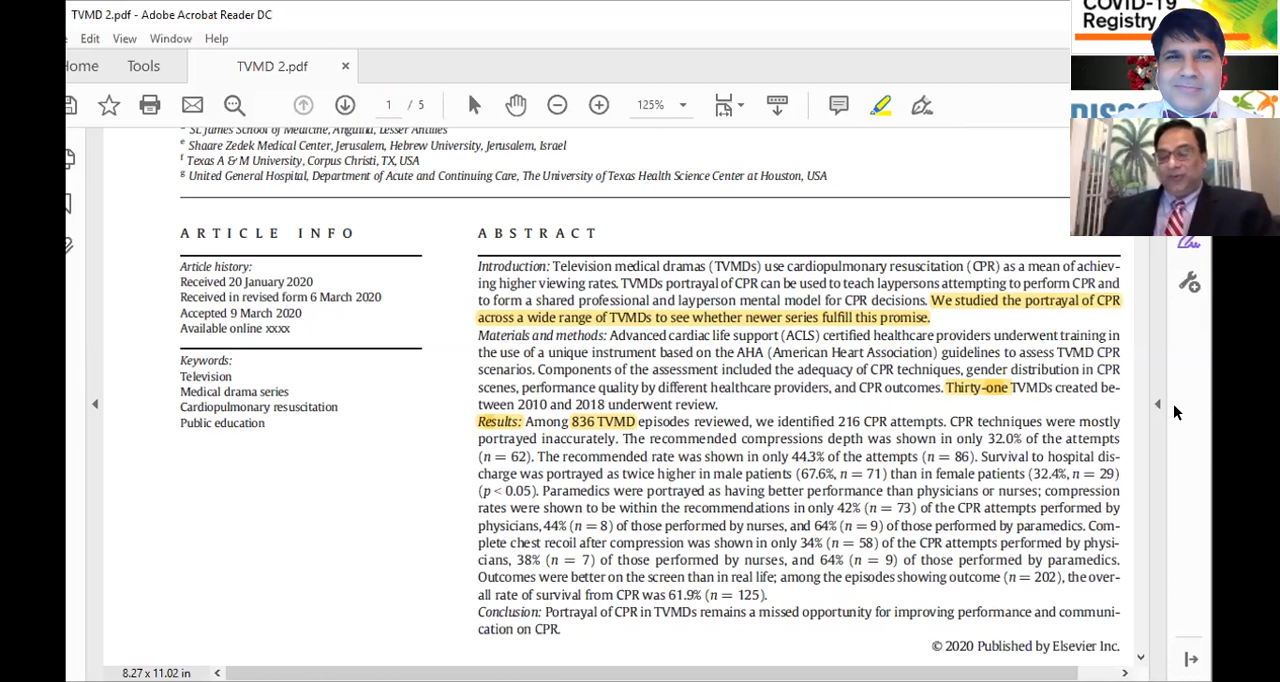 TVMD 2.pdf - Adobe Acrobat Reader DC
COVID-19
Registry
Edit View Window Help
Home Tools TVMD 2.pdf ×
1 / 5 125%
St. James School of Medicine, Anguilla, Lesser Antilles
e Shaare Zedek Medical Center, Jerusalem, Hebrew University, Jerusalem, Israel
f Texas A & M University, Corpus Christi, TX, USA
g United General Hospital, Department of Acute and Continuing Care, The University of Texas Health Science Center at Houston, USA
ARTICLE INFO
Article history:
Received 20 January 2020
Received in revised form 6 March 2020
Accepted 9 March 2020
Available online xxxx
Keywords:
Television
Medical drama series
Cardiopulmonary resuscitation
Public education
ABSTRACT
Introduction: Television medical dramas (TVMDs) use cardiopulmonary resuscitation (CPR) as a mean of achiev-
ing higher viewing rates. TVMDs portrayal of CPR can be used to teach laypersons attempting to perform CPR and
to form a shared professional and layperson mental model for CPR decisions. We studied the portrayal of CPR
across a wide range of TVMDs to see whether newer series fulfill this promise.
Materials and methods: Advanced cardiac life support (ACLS) certified healthcare providers underwent training in
the use of a unique instrument based on the AHA (American Heart Association) guidelines to assess TVMD CPR
scenarios. Components of the assessment included the adequacy of CPR techniques, gender distribution in CPR
scenes, performance quality by different healthcare providers, and CPR outcomes. Thirty-one TVMDs created be-
tween 2010 and 2018 underwent review.
Results: Among 836 TVMD episodes reviewed, we identified 216 CPR attempts. CPR techniques were mostly
portrayed inaccurately. The recommended compressions depth was shown in only 32.0% of the attempts
(n = 62). The recommended rate was shown in only 44.3% of the attempts (n = 86). Survival to hospital dis-
charge was portrayed as twice higher in male patients (67.6%, n = 71) than in female patients (32.4%, n = 29)
(p < 0.05). Paramedics were portrayed as having better performance than physicians or nurses; compression
rates were shown to be within the recommendations in only 42% (n = 73) of the CPR attempts performed by
physicians, 44% (n = 8) of those performed by nurses, and 64% (n = 9) of those performed by paramedics. Com-
plete chest recoil after compression was shown in only 34% (n = 58) of the CPR attempts performed by physi-
cians, 38% (n = 7) of those performed by nurses, and 64% (n = 9) of those performed by paramedics.
Outcomes were better on the screen than in real life; among the episodes showing outcome (n = 202), the over-
all rate of survival from CPR was 61.9% (n = 125).
Conclusion: Portrayal of CPR in TVMDs remains a missed opportunity for improving performance and communi-
cation on CPR.
© 2020 Published by Elsevier Inc.
8.27 x 11.02 in